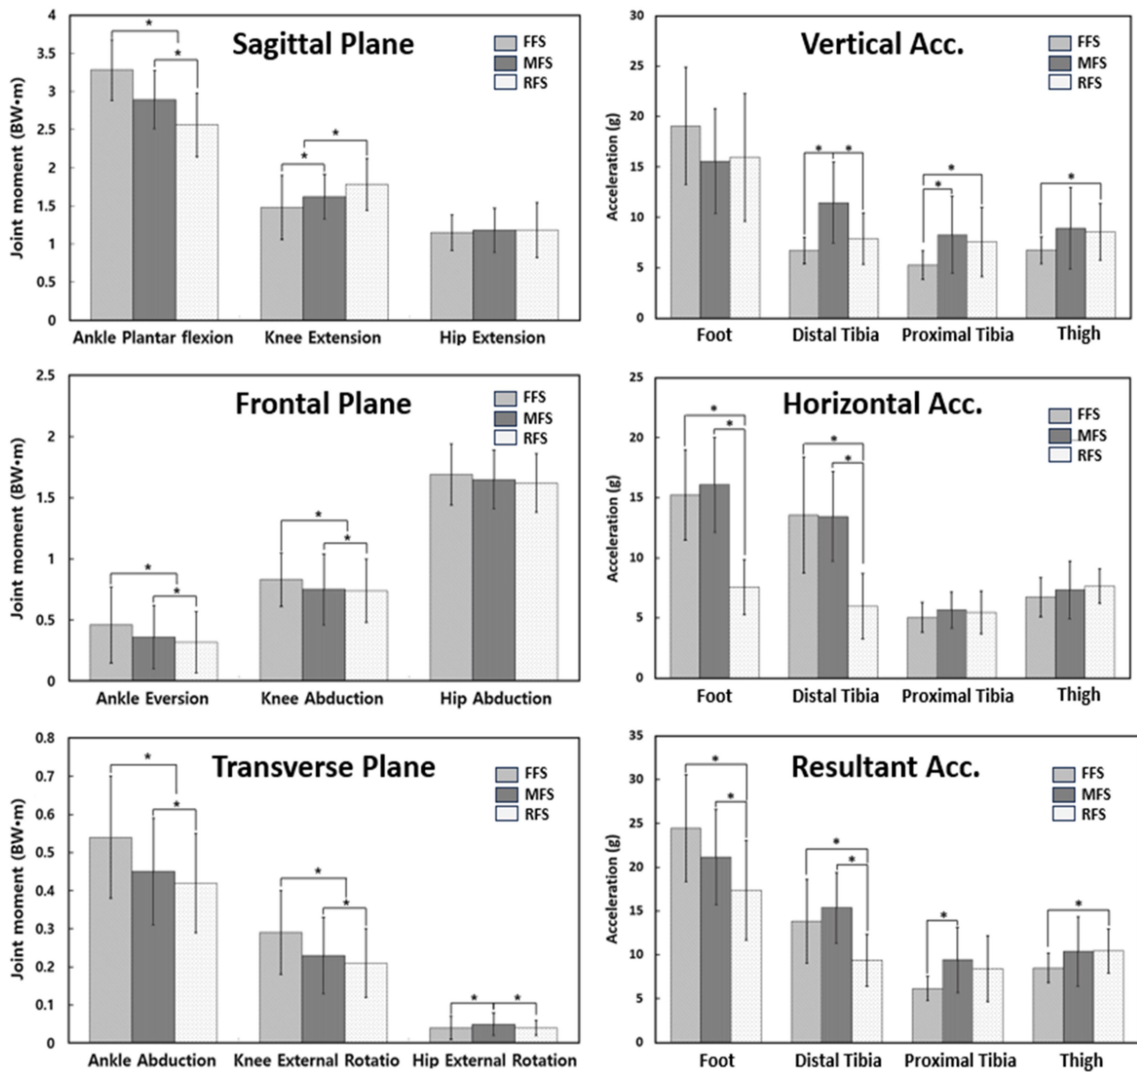 Sagittal Plane
FFS
MFS
RFS
Joint moment (BW•m)
4
3.5
3
2.5
2
1.5
1
0.5
0
* * * *
Ankle Plantar flexion Knee Extension Hip Extension
Vertical Acc.
FFS
MFS
RFS
Acceleration (g)
30
25
20
15
10
5
0
* * * * *
Foot Distal Tibia Proximal Tibia Thigh
Frontal Plane
FFS
MFS
RFS
Joint moment (BW•m)
2.5
2
1.5
1
0.5
0
* * * *
Ankle Eversion Knee Abduction Hip Abduction
Horizontal Acc.
FFS
MFS
RFS
Acceleration (g)
25
20
15
10
5
0
* * * *
Foot Distal Tibia Proximal Tibia Thigh
Transverse Plane
FFS
MFS
RFS
Joint moment (BW•m)
0.8
0.7
0.6
0.5
0.4
0.3
0.2
0.1
0
* * * * * *
Ankle Abduction Knee External Rotatio Hip External Rotation
Resultant Acc.
FFS
MFS
RFS
Acceleration (g)
35
30
25
20
15
10
5
0
* * * * * *
Foot Distal Tibia Proximal Tibia Thigh